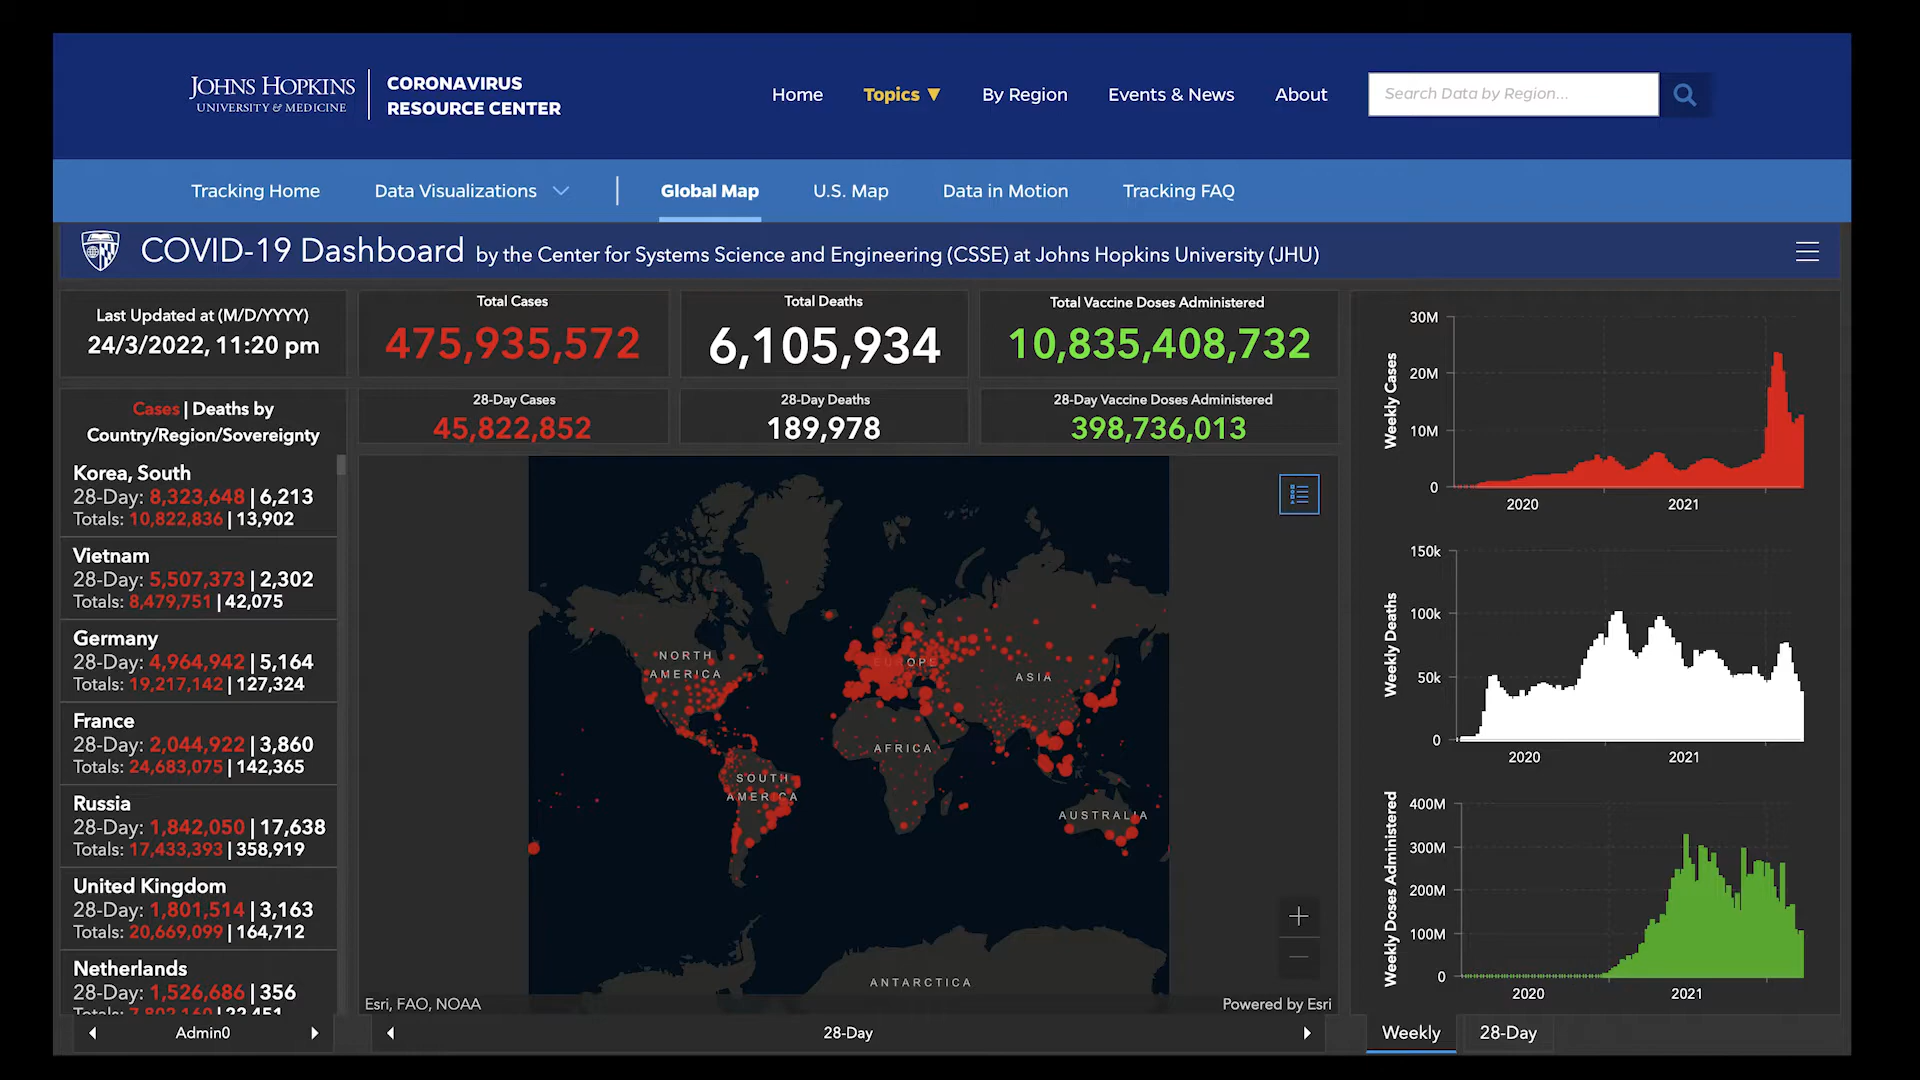 JOHNS HOPKINS
UNIVERSITY & MEDICINE
CORONAVIRUS
RESOURCE CENTER
Home
Topics ▼
By Region
Events & News
About
Search Data by Region...
Tracking Home
Data Visualizations
Global Map
U.S. Map
Data in Motion
Tracking FAQ
COVID-19 Dashboard by the Center for Systems Science and Engineering (CSSE) at Johns Hopkins University (JHU)
Last Updated at (M/D/YYYY)
24/3/2022, 11:20 pm
Total Cases
475,935,572
Total Deaths
6,105,934
Total Vaccine Doses Administered
10,835,408,732
28-Day Cases
45,822,852
28-Day Deaths
189,978
28-Day Vaccine Doses Administered
398,736,013
Cases | Deaths by
Country/Region/Sovereignty
Korea, South
28-Day: 8,323,648 | 6,213
Totals: 10,822,836 | 13,902
Vietnam
28-Day: 5,507,373 | 2,302
Totals: 8,479,751 | 42,075
Germany
28-Day: 4,964,942 | 5,164
Totals: 19,217,142 | 127,324
France
28-Day: 2,044,922 | 3,860
Totals: 24,683,075 | 142,365
Russia
28-Day: 1,842,050 | 17,638
Totals: 17,433,393 | 358,919
United Kingdom
28-Day: 1,801,514 | 3,163
Totals: 20,669,099 | 164,712
Netherlands
28-Day: 1,526,686 | 356
Admin0
NORTH
AMERICA
EUROPE
ASIA
AFRICA
SOUTH
AMERICA
AUSTRALIA
ANTARCTICA
Esri, FAO, NOAA
Powered by Esri
28-Day
Weekly Cases
30M
20M
10M
0
2020
2021
Weekly Deaths
150k
100k
50k
0
2020
2021
Weekly Doses Administered
400M
300M
200M
100M
0
2020
2021
Weekly
28-Day